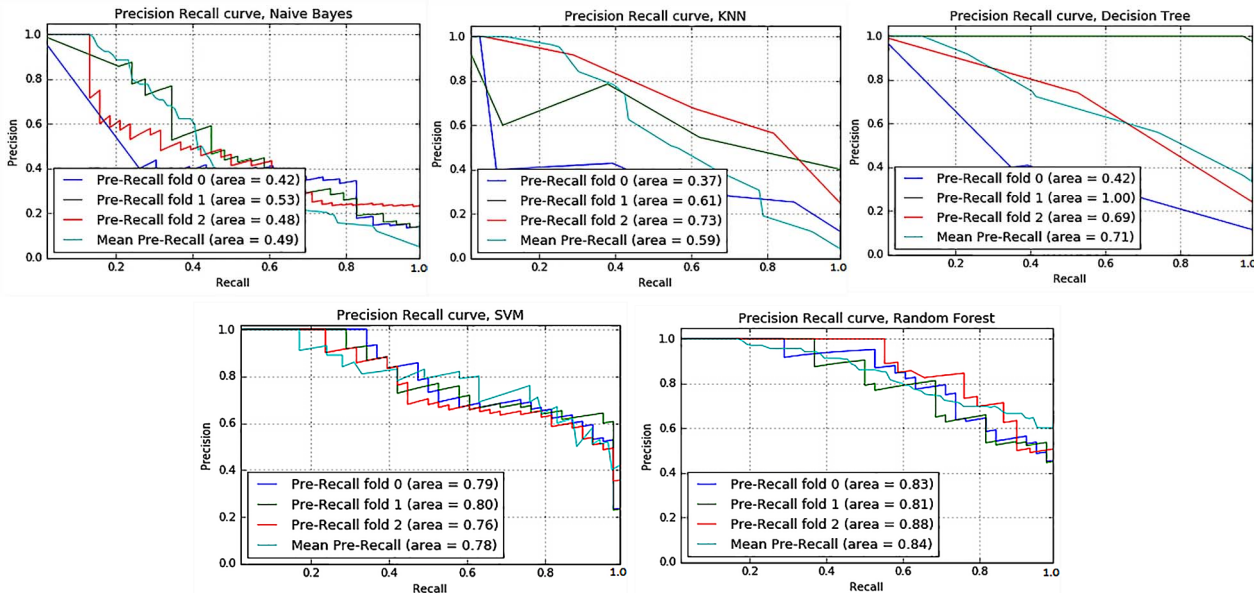 Precision Recall curve, Naive Bayes
1.0
0.8
0.6
0.4
0.2
0.0
Precision
Pre-Recall fold 0 (area = 0.42)
Pre-Recall fold 1 (area = 0.53)
Pre-Recall fold 2 (area = 0.48)
Mean Pre-Recall (area = 0.49)
0.2 0.4 0.6 0.8 1.0
Recall
Precision Recall curve, KNN
1.0
0.8
0.6
0.4
0.2
0.0
Precision
Pre-Recall fold 0 (area = 0.37)
Pre-Recall fold 1 (area = 0.61)
Pre-Recall fold 2 (area = 0.73)
Mean Pre-Recall (area = 0.59)
0.2 0.4 0.6 0.8 1.0
Recall
Precision Recall curve, Decision Tree
1.0
0.8
0.6
0.4
0.2
0.0
Precision
Pre-Recall fold 0 (area = 0.42)
Pre-Recall fold 1 (area = 1.00)
Pre-Recall fold 2 (area = 0.69)
Mean Pre-Recall (area = 0.71)
0.2 0.4 0.6 0.8 1.0
Recall
Precision Recall curve, SVM
1.0
0.8
0.6
0.4
0.2
0.0
Precision
Pre-Recall fold 0 (area = 0.79)
Pre-Recall fold 1 (area = 0.80)
Pre-Recall fold 2 (area = 0.76)
Mean Pre-Recall (area = 0.78)
0.2 0.4 0.6 0.8 1.0
Recall
Precision Recall curve, Random Forest
1.0
0.8
0.6
0.4
0.2
0.0
Precision
Pre-Recall fold 0 (area = 0.83)
Pre-Recall fold 1 (area = 0.81)
Pre-Recall fold 2 (area = 0.88)
Mean Pre-Recall (area = 0.84)
0.2 0.4 0.6 0.8 1.0
Recall